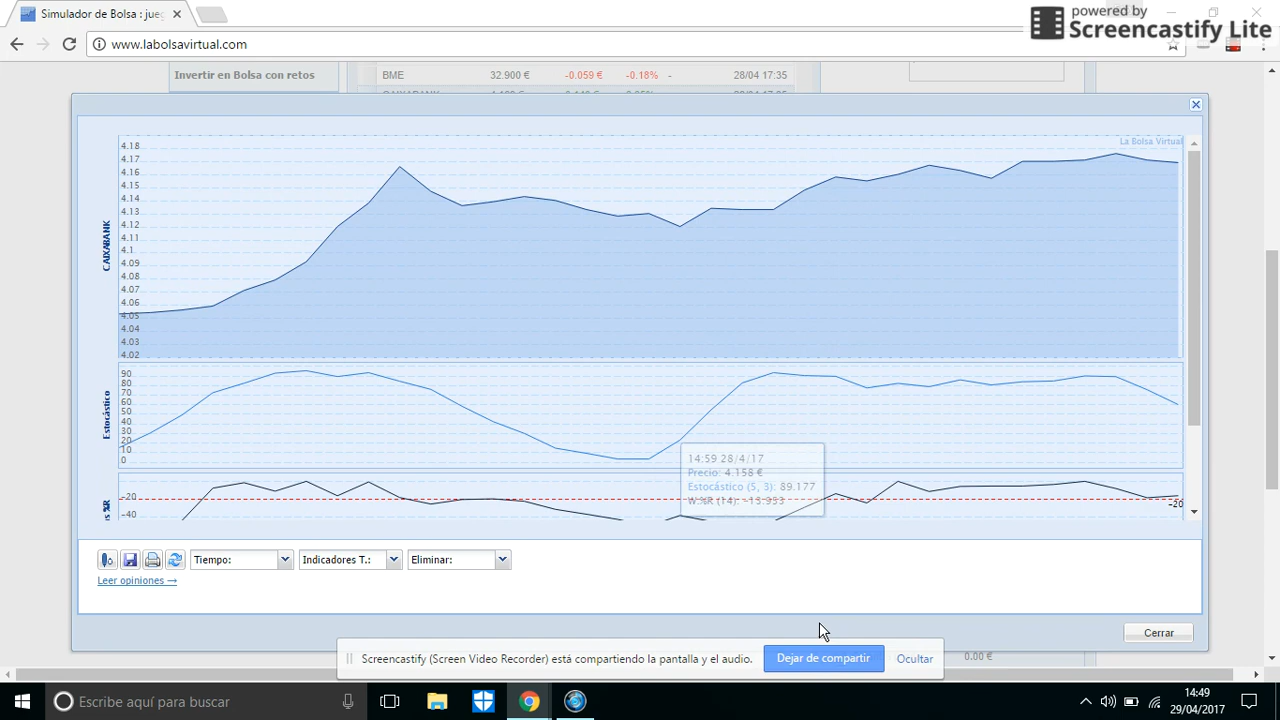 Simulador de Bolsa : jueg
powered by
Screencastify Lite
www.labolsavirtual.com
Invertir en Bolsa con retos
BME 32.900 € -0.059 € -0.18% - 28/04 17:35
La Bolsa Virtual
4.18
4.17
4.16
4.15
4.14
4.13
4.12
4.11
4.1
4.09
4.08
4.07
4.06
4.05
4.04
4.03
4.02
CAIXABANK
90
80
70
60
50
40
30
20
10
0
Estocástico
14:59 28/4/17
Precio: 4.158 €
Estocástico (5, 3): 89.177
W.%R (14): -15.953
-20
-40
s %R
-20
Tiempo: Indicadores T.: Eliminar:
Leer opiniones →
Cerrar
Screencastify (Screen Video Recorder) está compartiendo la pantalla y el audio. Dejar de compartir Ocultar
0.00 €
Escribe aquí para buscar
14:49
29/04/2017